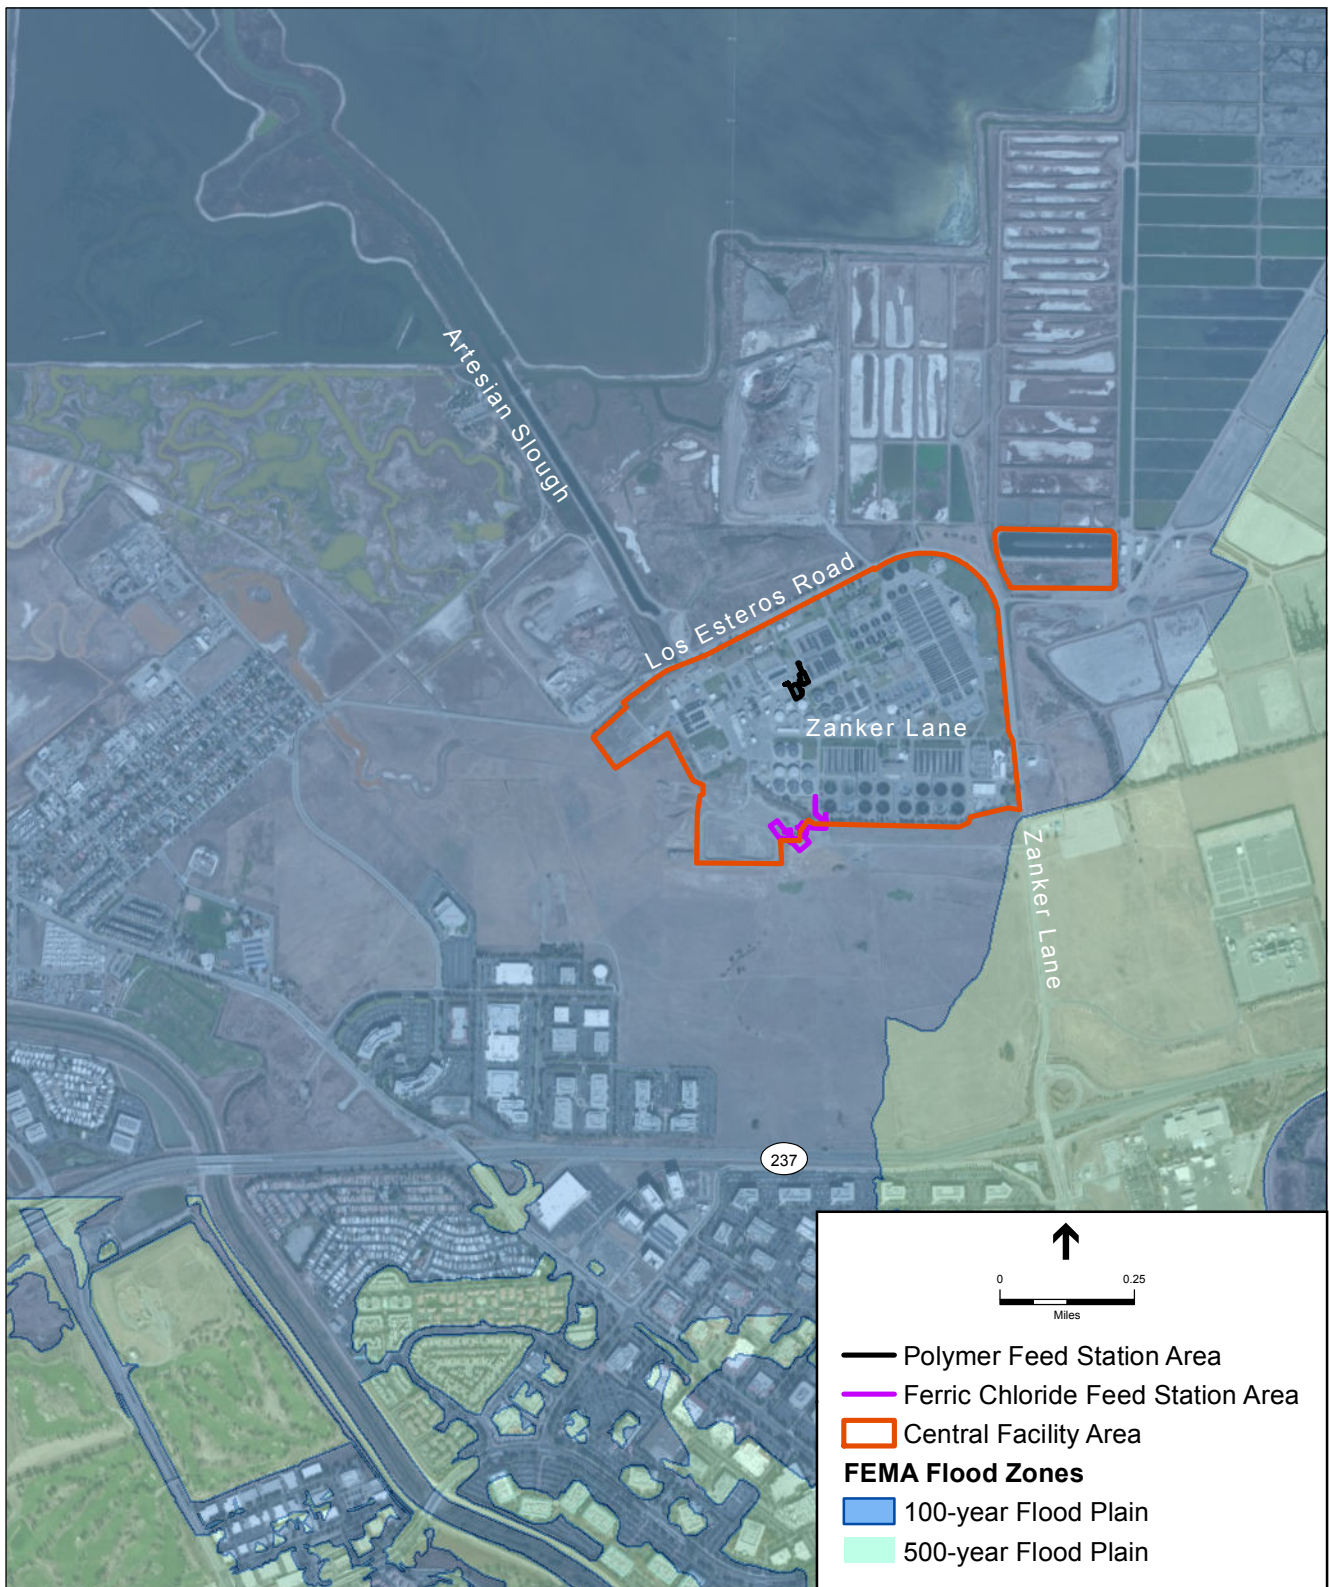 Artesian Slough
Los Esteros Road
Zanker Lane
Zanker Lane
237
0 0.25
Miles
Polymer Feed Station Area
Ferric Chloride Feed Station Area
Central Facility Area
FEMA Flood Zones
100-year Flood Plain
500-year Flood Plain